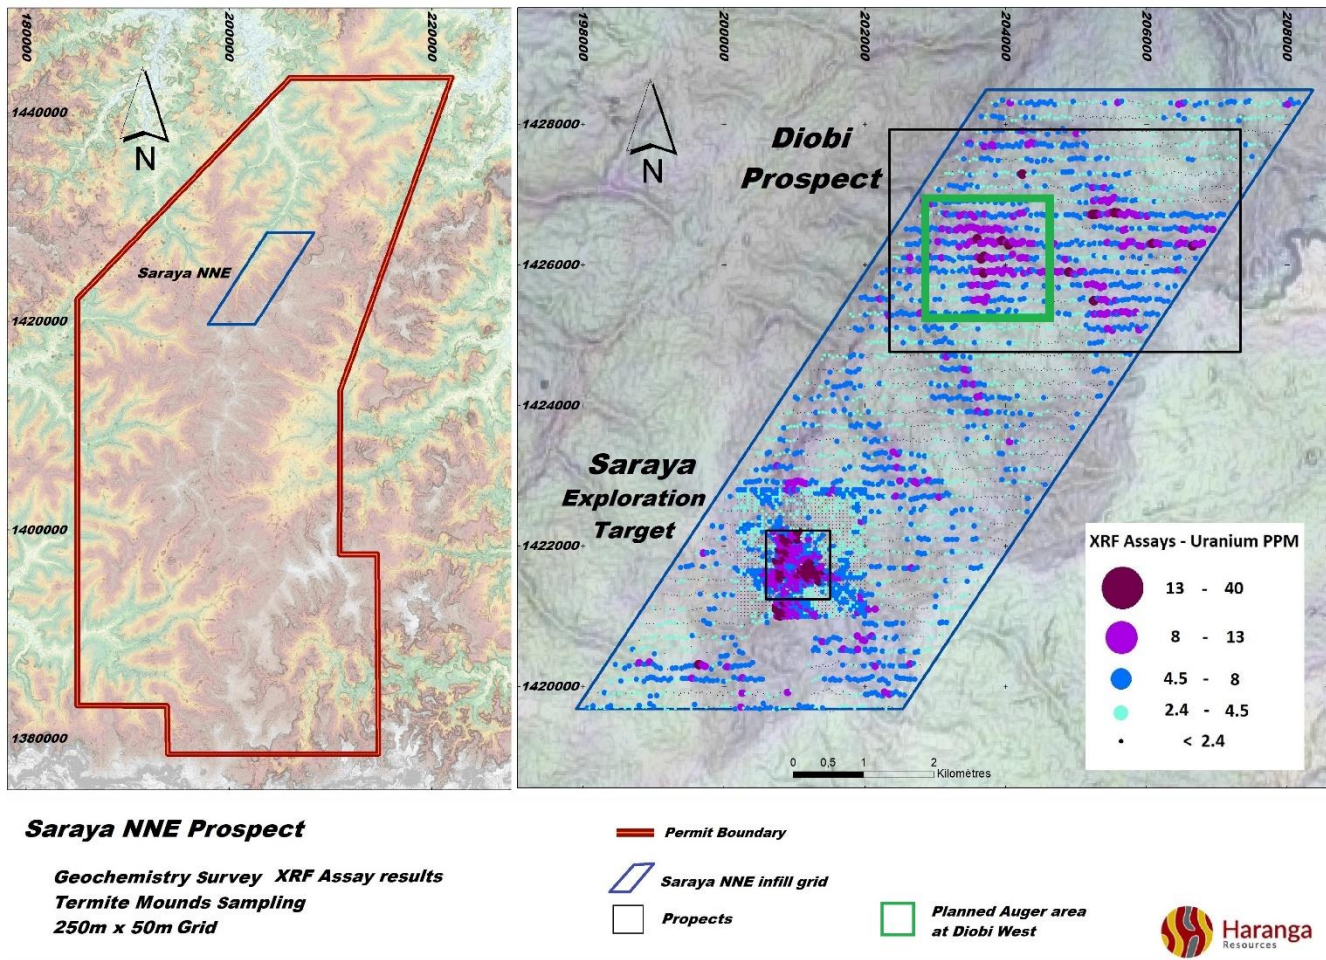 180000
200000
220000
1440000
N
Saraya NNE
1420000
1400000
1380000
198000
200000
202000
204000
206000
208000
1428000
N
Diobi
Prospect
1426000
1424000
Saraya
Exploration
Target
1422000
1420000
XRF Assays - Uranium PPM
13 - 40
8 - 13
4.5 - 8
2.4 - 4.5
< 2.4
0 0,5 1 2
Kilomètres
Saraya NNE Prospect
Geochemistry Survey XRF Assay results
Termite Mounds Sampling
250m x 50m Grid
Permit Boundary
Saraya NNE infill grid
Propects
Planned Auger area
at Diobi West
Haranga
Resources